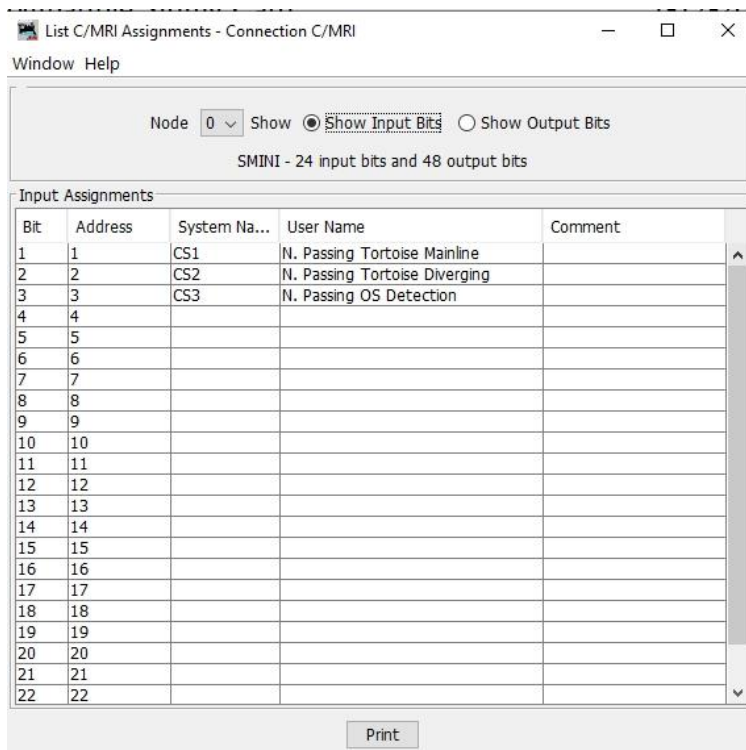 List C/MRI Assignments - Connection C/MRI
Window Help
Node 0 Show Show Input Bits Show Output Bits
SMINI - 24 input bits and 48 output bits
Input Assignments
Bit Address System Na... User Name Comment
1 1 CS1 N. Passing Tortoise Mainline
2 2 CS2 N. Passing Tortoise Diverging
3 3 CS3 N. Passing OS Detection
4 4
5 5
6 6
7 7
8 8
9 9
10 10
11 11
12 12
13 13
14 14
15 15
16 16
17 17
18 18
19 19
20 20
21 21
22 22
Print